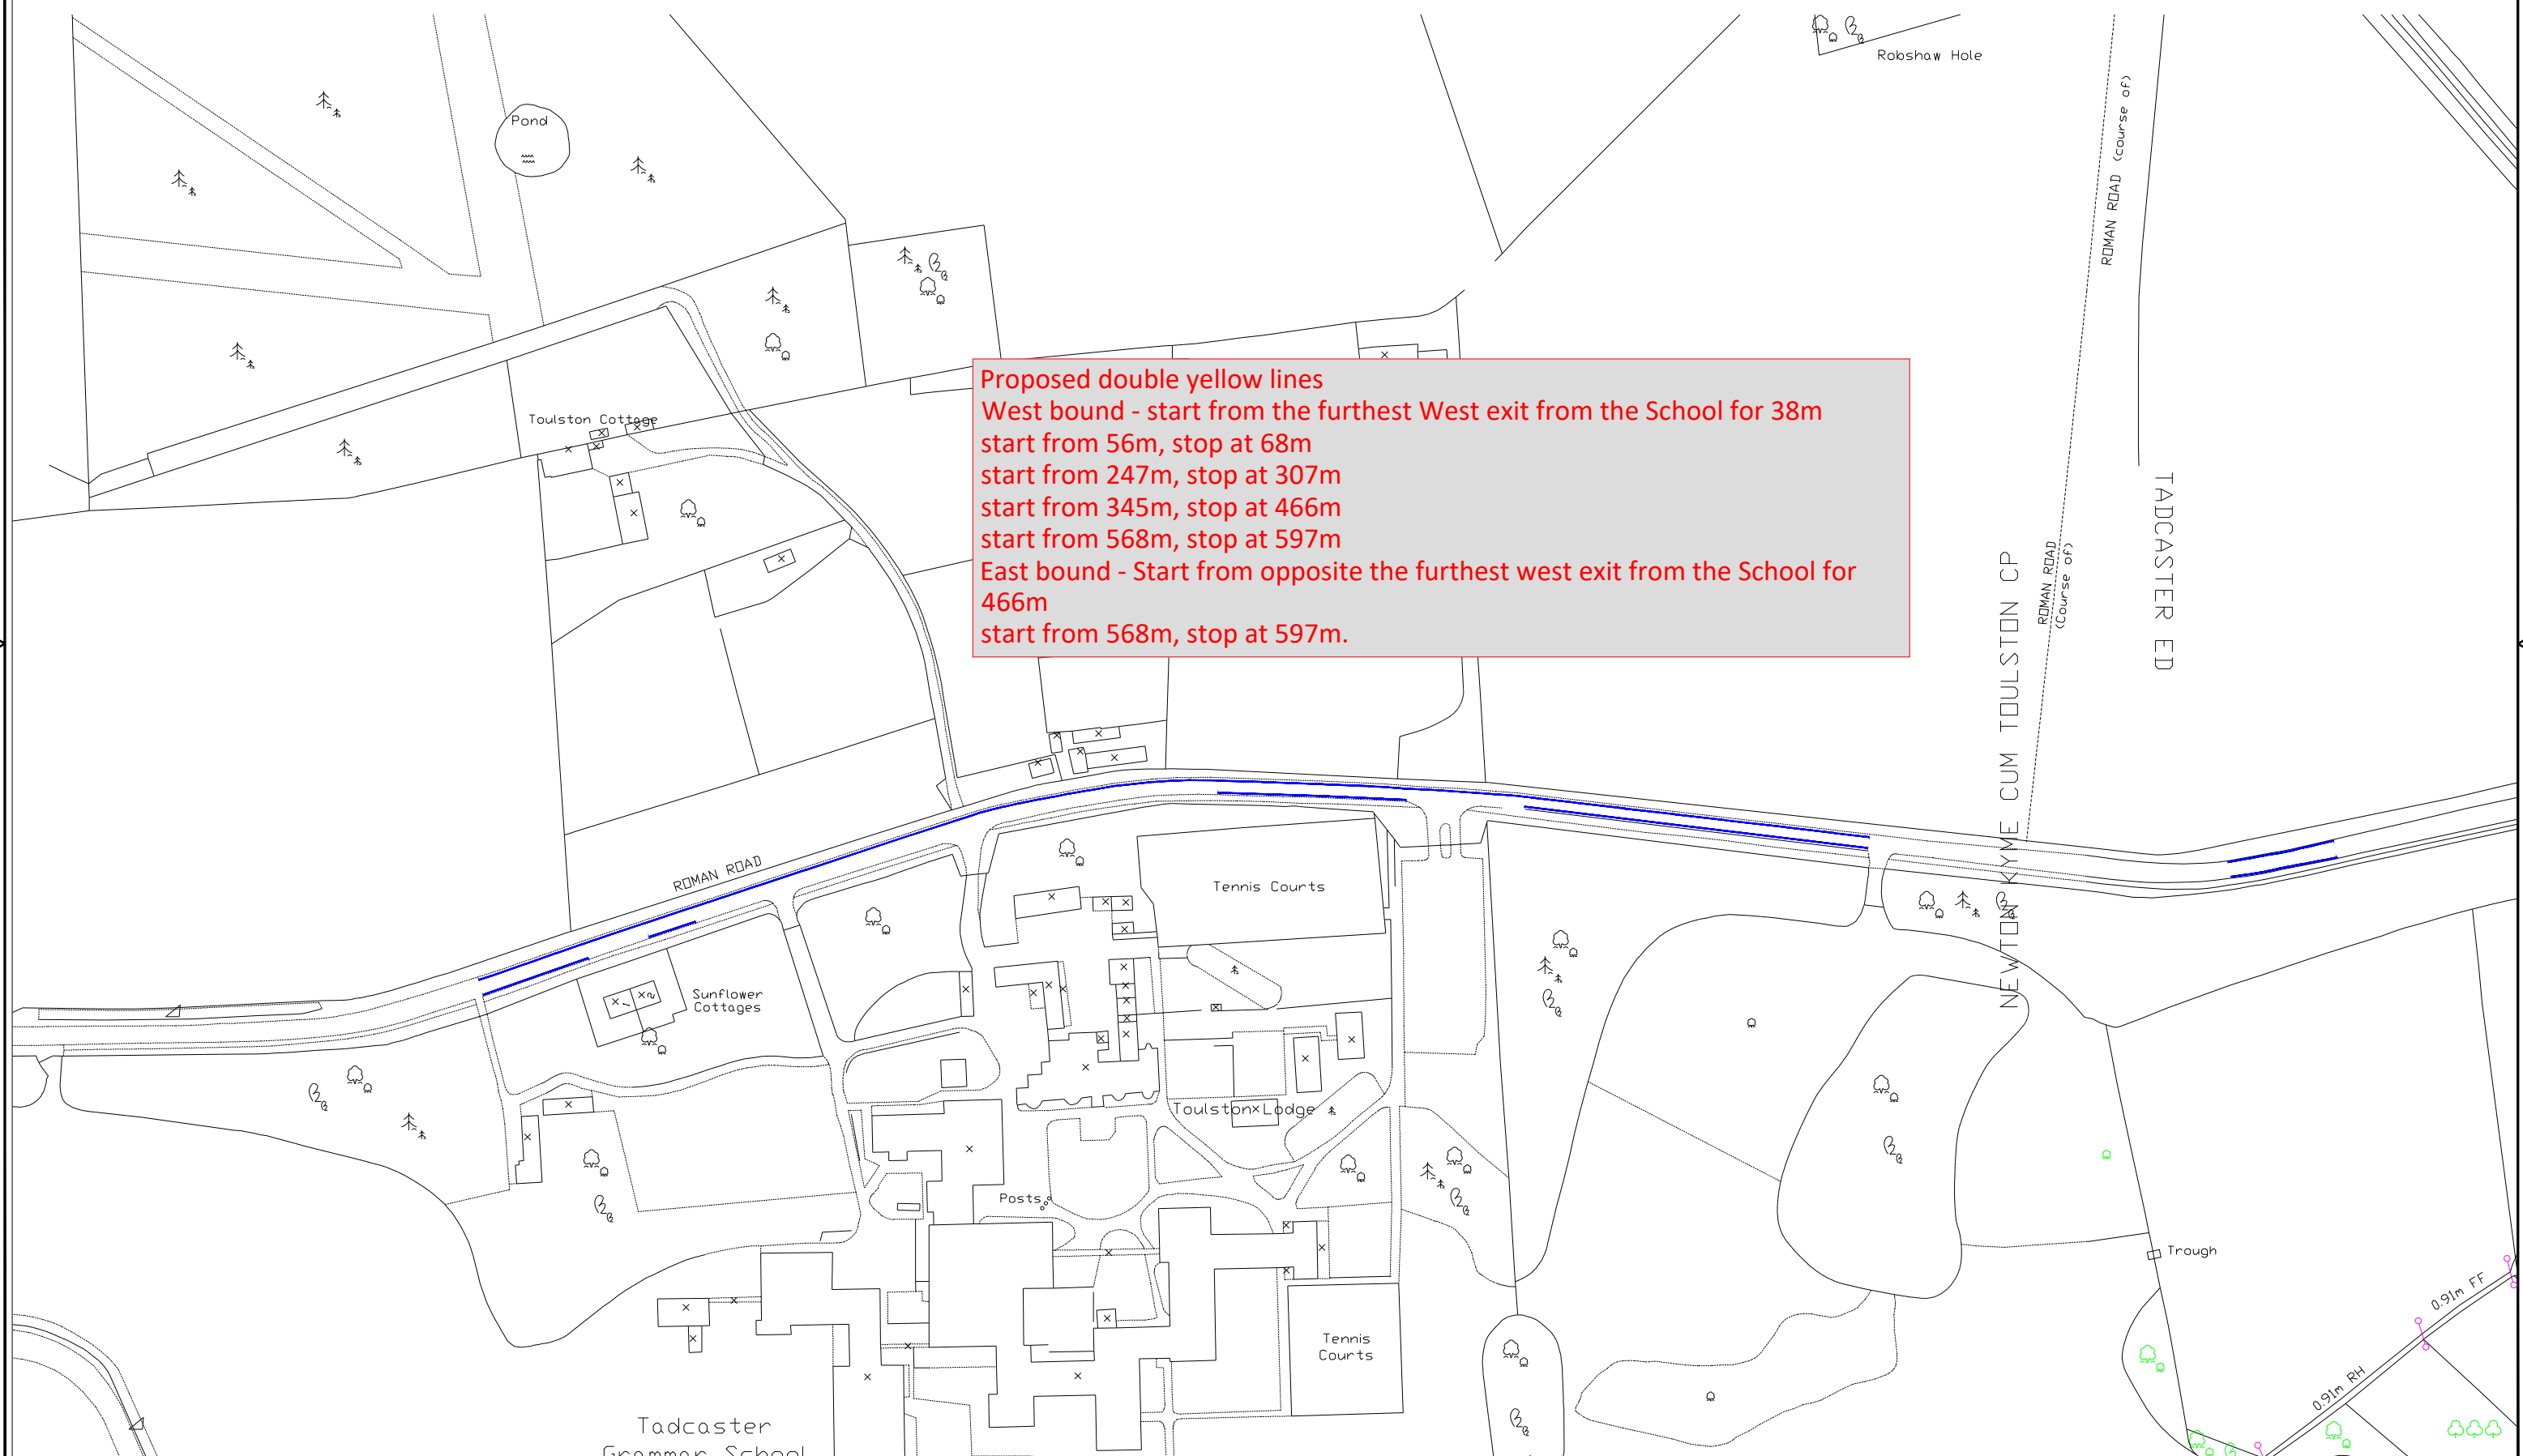 Robshaw Hole
Pond
ROMAN ROAD (course of)
Proposed double yellow lines
West bound - start from the furthest West exit from the School for 38m
start from 56m, stop at 68m
start from 247m, stop at 307m
start from 345m, stop at 466m
start from 568m, stop at 597m
East bound - Start from opposite the furthest west exit from the School for
466m
start from 568m, stop at 597m.
Toulston Cottage
TADCASTER ED
ROMAN ROAD
(Course of)
NEWTON KYME CUM TOULSTON CP
ROMAN ROAD
Tennis Courts
Sunflower
Cottages
Toulston Lodge
Posts
Trough
0.91m FF
0.91m RH
Tennis
Courts
Tadcaster
Grammar School